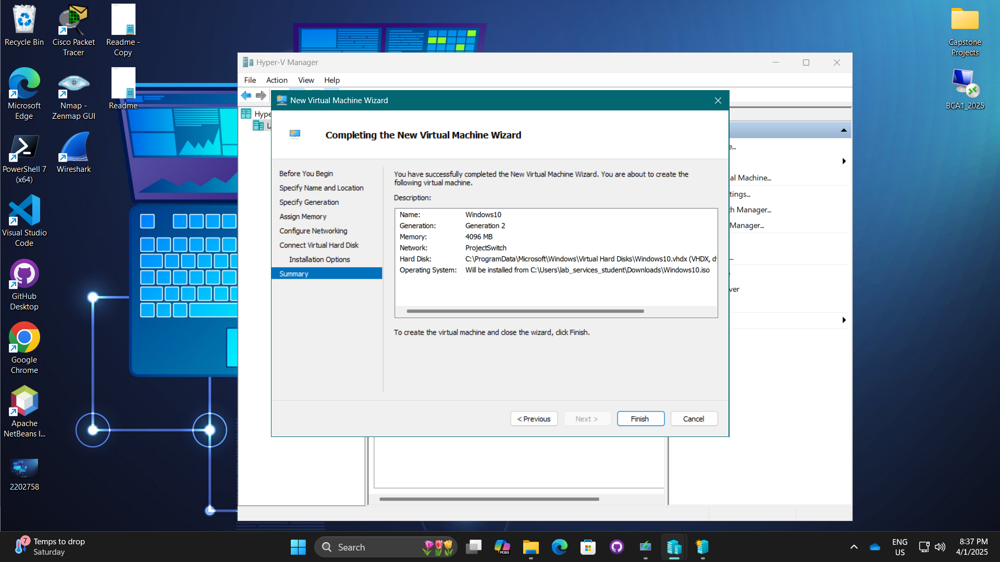 Recycle Bin
Cisco Packet
Tracer
Readme -
Copy
Microsoft
Edge
Nmap -
Zenmap GUI
Readme
PowerShell 7
(x64)
Wireshark
Visual Studio
Code
GitHub
Desktop
Google
Chrome
Apache
NetBeans I...
2202758
Capstone
Projects
BCA1_2025
Hyper-V Manager
File
Action
View
Help
Hype
L
e...
al Machine...
tings...
h Manager...
Manager...
...
ver
New Virtual Machine Wizard
Completing the New Virtual Machine Wizard
Before You Begin
Specify Name and Location
Specify Generation
Assign Memory
Configure Networking
Connect Virtual Hard Disk
Installation Options
Summary
You have successfully completed the New Virtual Machine Wizard. You are about to create the
following virtual machine.
Description:
Name: Windows10
Generation: Generation 2
Memory: 4096 MB
Network: ProjectSwitch
Hard Disk: C:\ProgramData\Microsoft\Windows\Virtual Hard Disks\Windows10.vhdx (VHDX, d
Operating System: Will be installed from C:\Users\lab_services_student\Downloads\Windows10.iso
To create the virtual machine and close the wizard, click Finish.
< Previous
Next >
Finish
Cancel
7
Temps to drop
Saturday
Search
M365
ENG
US
8:37 PM
4/1/2025